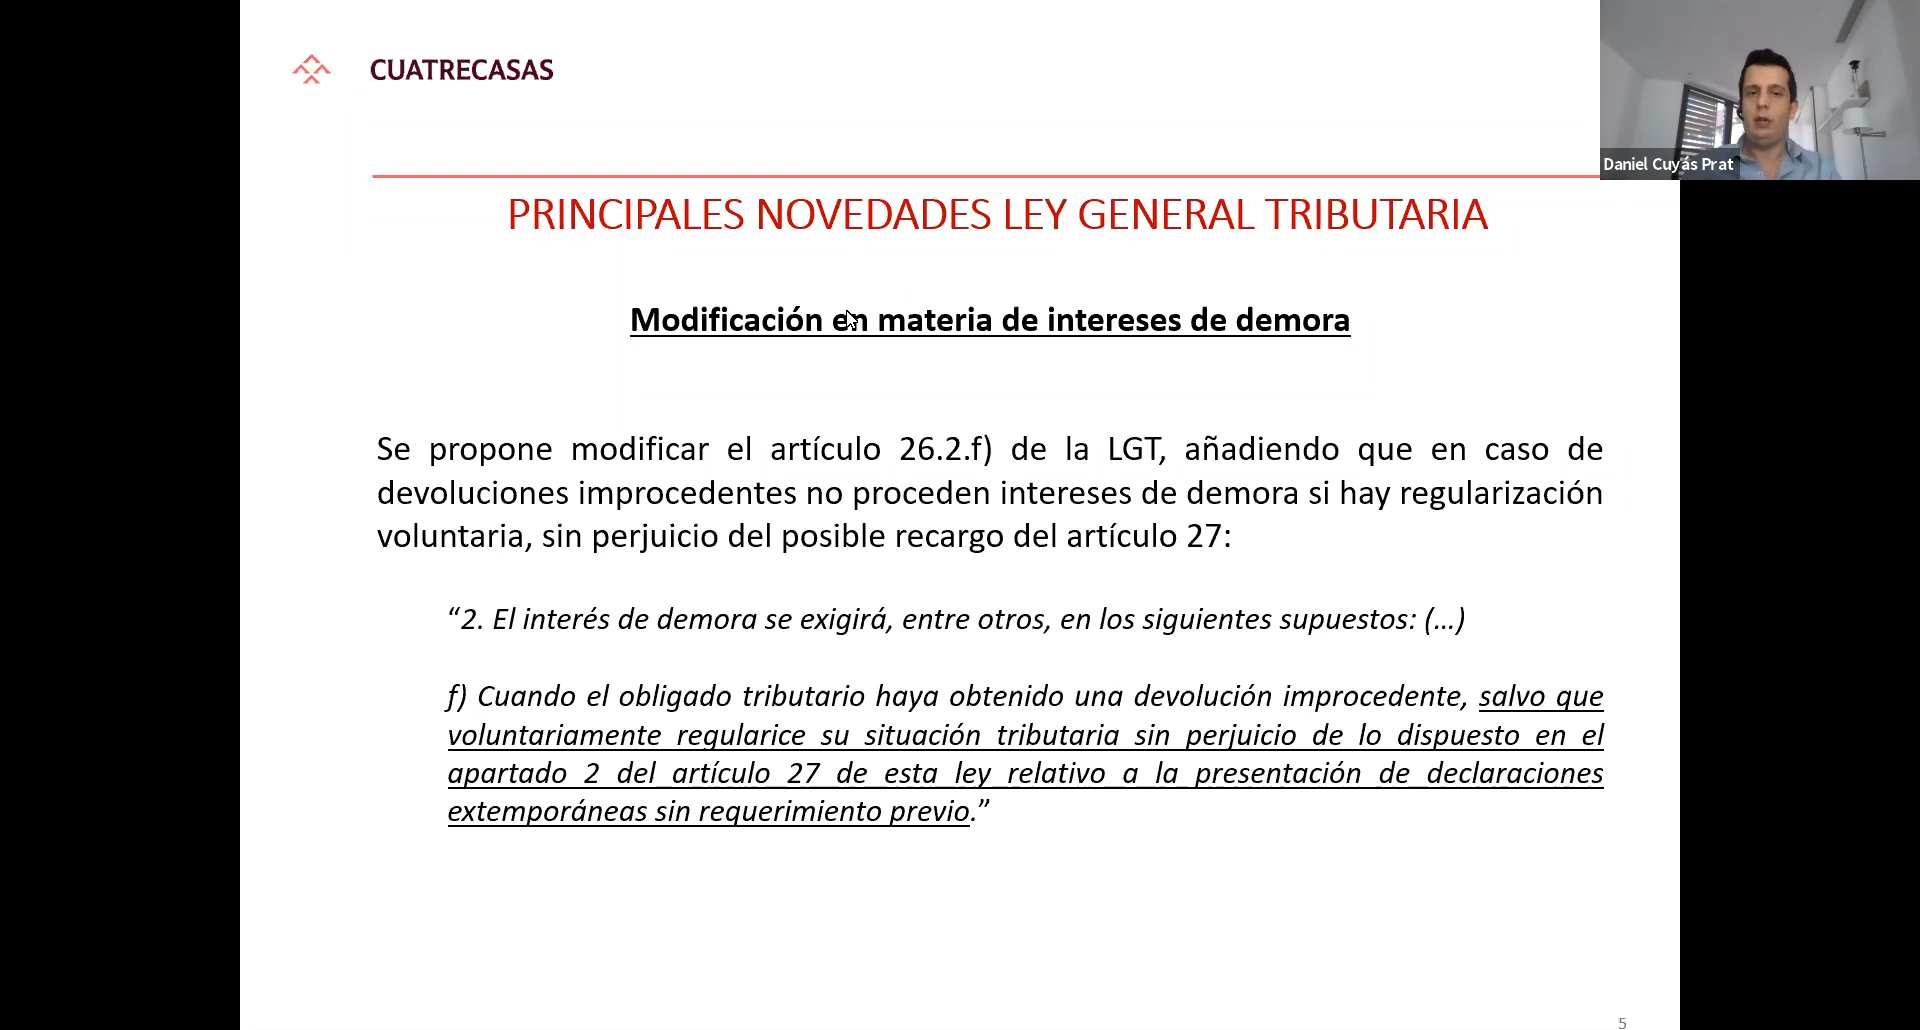 CUATRECASAS
Daniel Cuyás Prat
PRINCIPALES NOVEDADES LEY GENERAL TRIBUTARIA
Modificación en materia de intereses de demora
Se propone modificar el artículo 26.2.f) de la LGT, añadiendo que en caso de
devoluciones improcedentes no proceden intereses de demora si hay regularización
voluntaria, sin perjuicio del posible recargo del artículo 27:
“2. El interés de demora se exigirá, entre otros, en los siguientes supuestos: (...)
f) Cuando el obligado tributario haya obtenido una devolución improcedente, salvo que
voluntariamente regularice su situación tributaria sin perjuicio de lo dispuesto en el
apartado 2 del artículo 27 de esta ley relativo a la presentación de declaraciones
extemporáneas sin requerimiento previo.”
5